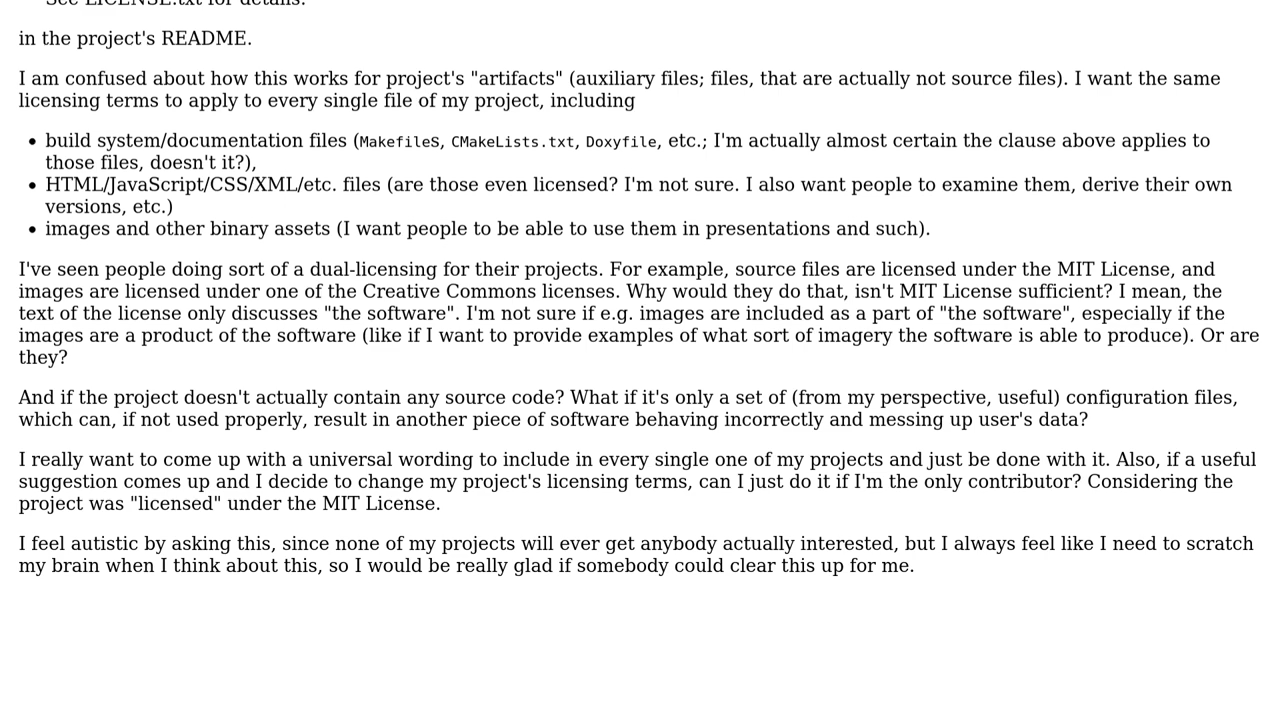 See LICENSE.txt for details.
in the project's README.
I am confused about how this works for project's "artifacts" (auxiliary files; files, that are actually not source files). I want the same
licensing terms to apply to every single file of my project, including
• build system/documentation files (Makefiles, CMakeLists.txt, Doxyfile, etc.; I'm actually almost certain the clause above applies to
those files, doesn't it?),
• HTML/JavaScript/CSS/XML/etc. files (are those even licensed? I'm not sure. I also want people to examine them, derive their own
versions, etc.)
• images and other binary assets (I want people to be able to use them in presentations and such).
I've seen people doing sort of a dual-licensing for their projects. For example, source files are licensed under the MIT License, and
images are licensed under one of the Creative Commons licenses. Why would they do that, isn't MIT License sufficient? I mean, the
text of the license only discusses "the software". I'm not sure if e.g. images are included as a part of "the software", especially if the
images are a product of the software (like if I want to provide examples of what sort of imagery the software is able to produce). Or are
they?
And if the project doesn't actually contain any source code? What if it's only a set of (from my perspective, useful) configuration files,
which can, if not used properly, result in another piece of software behaving incorrectly and messing up user's data?
I really want to come up with a universal wording to include in every single one of my projects and just be done with it. Also, if a useful
suggestion comes up and I decide to change my project's licensing terms, can I just do it if I'm the only contributor? Considering the
project was "licensed" under the MIT License.
I feel autistic by asking this, since none of my projects will ever get anybody actually interested, but I always feel like I need to scratch
my brain when I think about this, so I would be really glad if somebody could clear this up for me.